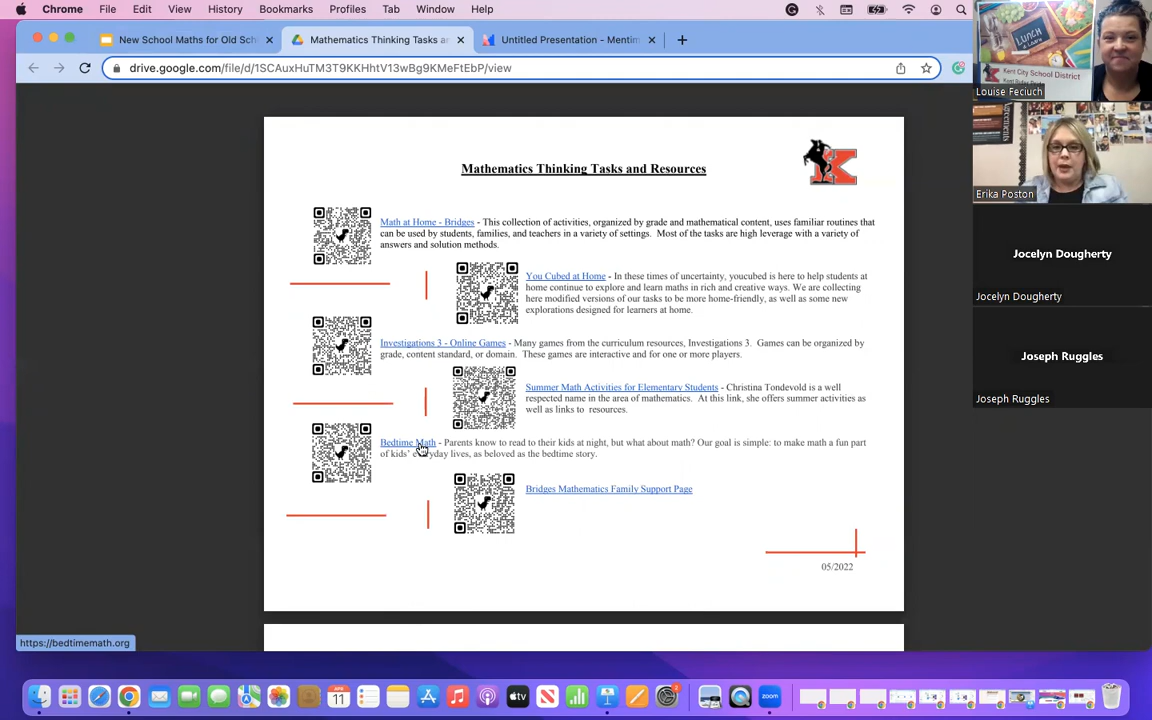 Chrome File Edit View History Bookmarks Profiles Tab Window Help
New School Maths for Old Sch
Mathematics Thinking Tasks a
Untitled Presentation - Mentim
drive.google.com/file/d/1SCAuxHuTM3T9KKHhtV13wBg9KMeFtEbP/view
Mathematics Thinking Tasks and Resources
K
Math at Home - Bridges - This collection of activities, organized by grade and mathematical content, uses familiar routines that
can be used by students, families, and teachers in a variety of settings. Most of the tasks are high leverage with a variety of
answers and solution methods.
You Cubed at Home - In these times of uncertainty, youcubed is here to help students at
home continue to explore and learn maths in rich and creative ways. We are collecting
here modified versions of our tasks to be more home-friendly, as well as some new
explorations designed for learners at home.
Investigations 3 - Online Games - Many games from the curriculum resources, Investigations 3. Games can be organized by
grade, content standard, or domain. These games are interactive and for one or more players.
Summer Math Activities for Elementary Students - Christina Tondevold is a well
respected name in the area of mathematics. At this link, she offers summer activities as
well as links to resources.
Bedtime Math - Parents know to read to their kids at night, but what about math? Our goal is simple: to make math a fun part
of kids' everyday lives, as beloved as the bedtime story.
Bridges Mathematics Family Support Page
05/2022
https://bedtimemath.org
LUNCH
Kent City School District
Louise Feciuch
Erika Poston
Jocelyn Dougherty
Jocelyn Dougherty
Joseph Ruggles
Joseph Ruggles
APR
11
2
tv
zoom